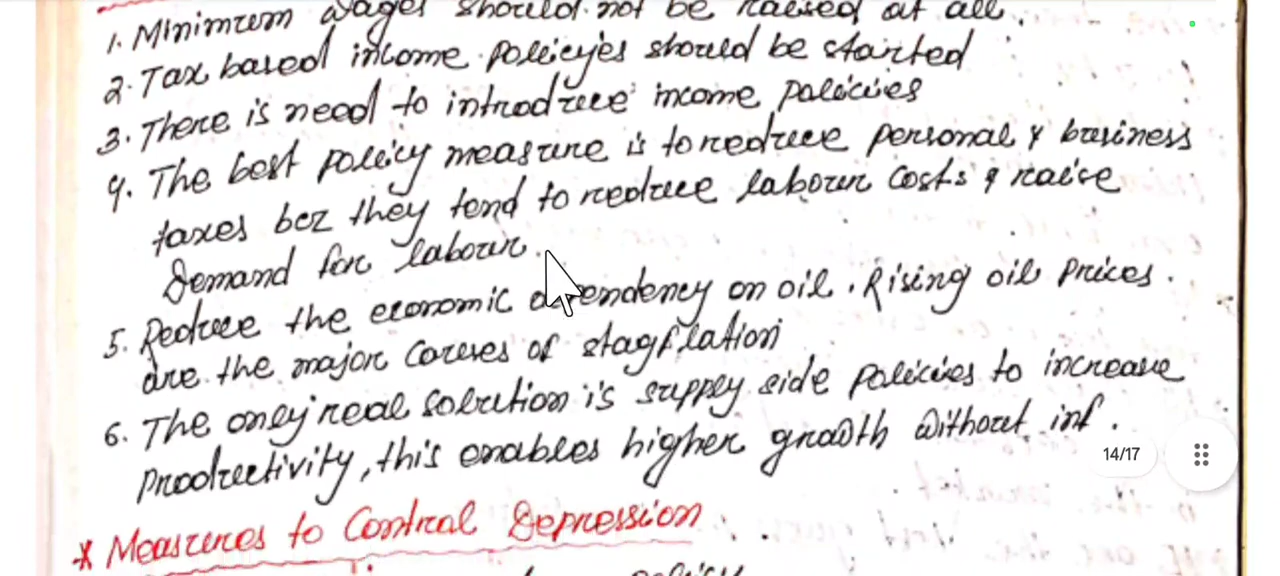 1. Minimum wages should not be raised at all.
2. Tax based income policyies should be started
3. There is need to introduce income policies
4. The best policy measure is to reduce personal & business
taxes bcz they tend to reduce labour costs & raise
Demand for labour.
5. Reduce the economic dependency on oil. Rising oil prices.
are the major causes of stagflation
6. The only real solution is supply side policies to increase
Productivity, this enables higher growth without inf.
14/17
* Measures to Control Depression
policy